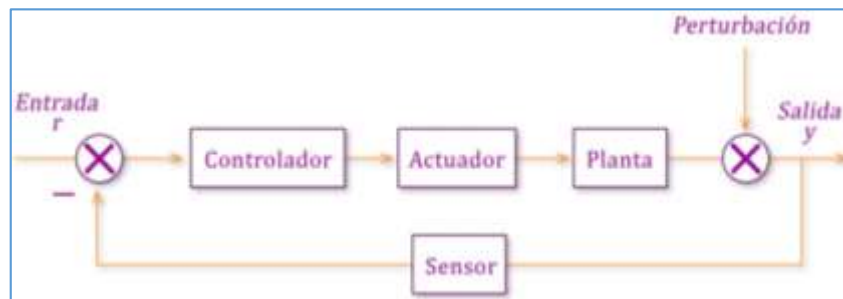 Perturbación
Entrada
r
Salida
y
Controlador
Actuador
Planta
−
Sensor